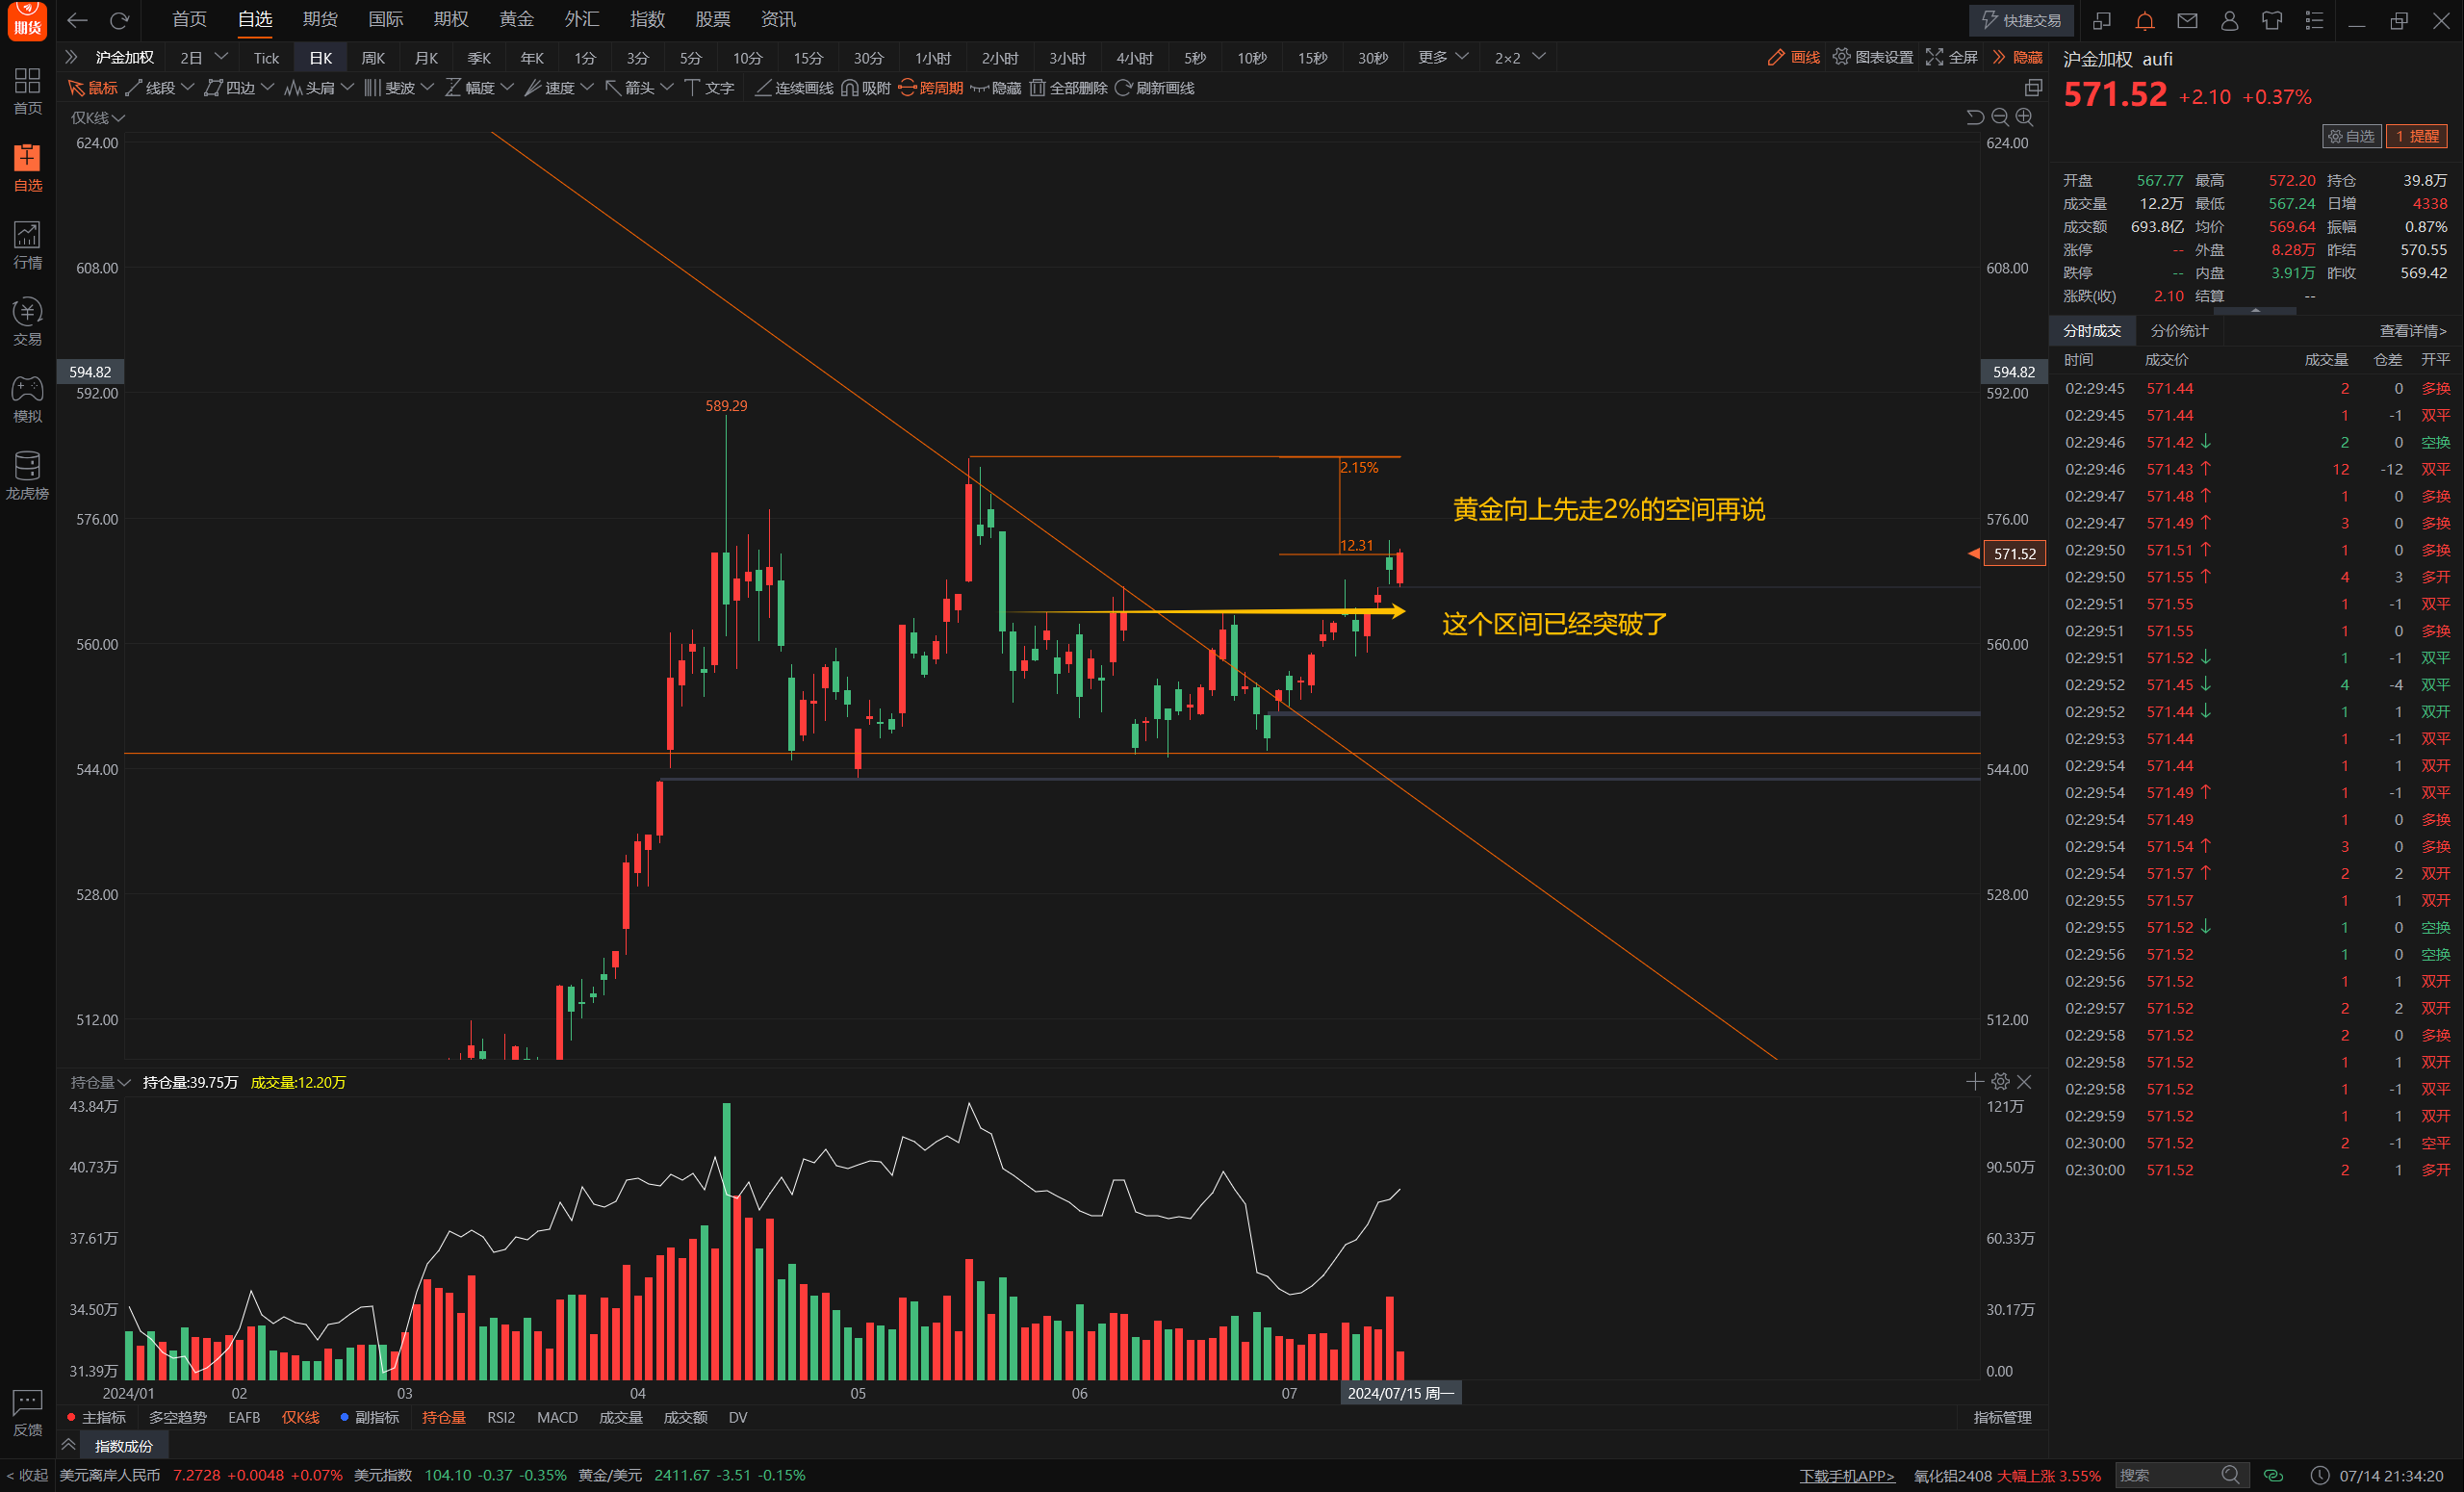 期货 首页 自选 期货 国际 期权 黄金 外汇 指数 股票 资讯 快捷交易
沪金加权 2日 Tick 日K 周K 月K 季K 年K 1分 3分 5分 10分 15分 30分 1小时 2小时 3小时 4小时 5秒 10秒 15秒 30秒 更多 2×2 画线 图表设置 全屏 隐藏
鼠标 线段 四边 头肩 斐波 幅度 速度 箭头 文字 连续画线 吸附 跨周期 隐藏 全部删除 刷新画线
首页
自选
行情
交易
模拟
龙虎榜
反馈
< 收起
仅K线
624.00 624.00
608.00 608.00
594.82 594.82
592.00 592.00
589.29
2.15%
黄金向上先走2%的空间再说
576.00 576.00
12.31
571.52
这个区间已经突破了
560.00 560.00
544.00 544.00
528.00 528.00
512.00 512.00
持仓量 持仓量:39.75万 成交量:12.20万
43.84万 121万
40.73万 90.50万
37.61万 60.33万
34.50万 30.17万
31.39万 0.00
2024/01 02 03 04 05 06 07 2024/07/15 周一
主指标 多空趋势 EAFB 仅K线 副指标 持仓量 RSI2 MACD 成交量 成交额 DV 指标管理
指数成份
沪金加权 aufi
571.52 +2.10 +0.37%
自选 1 提醒
开盘 567.77 最高 572.20 持仓 39.8万
成交量 12.2万 最低 567.24 日增 4338
成交额 693.8亿 均价 569.64 振幅 0.87%
涨停 -- 外盘 8.28万 昨结 570.55
跌停 -- 内盘 3.91万 昨收 569.42
涨跌(收) 2.10 结算 --
分时成交 分价统计 查看详情>
时间 成交价 成交量 仓差 开平
02:29:45 571.44 2 0 多换
02:29:45 571.44 1 -1 双平
02:29:46 571.42↓ 2 0 空换
02:29:46 571.43↑ 12 -12 双平
02:29:47 571.48↑ 1 0 多换
02:29:47 571.49↑ 3 0 多换
02:29:50 571.51↑ 1 0 多换
02:29:50 571.55↑ 4 3 多开
02:29:51 571.55 1 -1 双平
02:29:51 571.55 1 0 多换
02:29:51 571.52↓ 1 -1 双平
02:29:52 571.45↓ 4 -4 双平
02:29:52 571.44↓ 1 1 双开
02:29:53 571.44 1 -1 双平
02:29:54 571.44 1 1 双开
02:29:54 571.49↑ 1 -1 双平
02:29:54 571.49 1 0 多换
02:29:54 571.54↑ 3 0 多换
02:29:54 571.57↑ 2 2 双开
02:29:55 571.57 1 1 双开
02:29:55 571.52↓ 1 0 空换
02:29:56 571.52 1 0 空换
02:29:56 571.52 1 1 双开
02:29:57 571.52 2 2 双开
02:29:58 571.52 2 0 多换
02:29:58 571.52 1 1 双开
02:29:58 571.52 1 -1 双平
02:29:59 571.52 1 1 双开
02:30:00 571.52 2 -1 空平
02:30:00 571.52 2 1 多开
美元离岸人民币 7.2728 +0.0048 +0.07% 美元指数 104.10 -0.37 -0.35% 黄金/美元 2411.67 -3.51 -0.15% 下载手机APP> 氧化铝2408 大幅上涨 3.55% 搜索 07/14 21:34:20